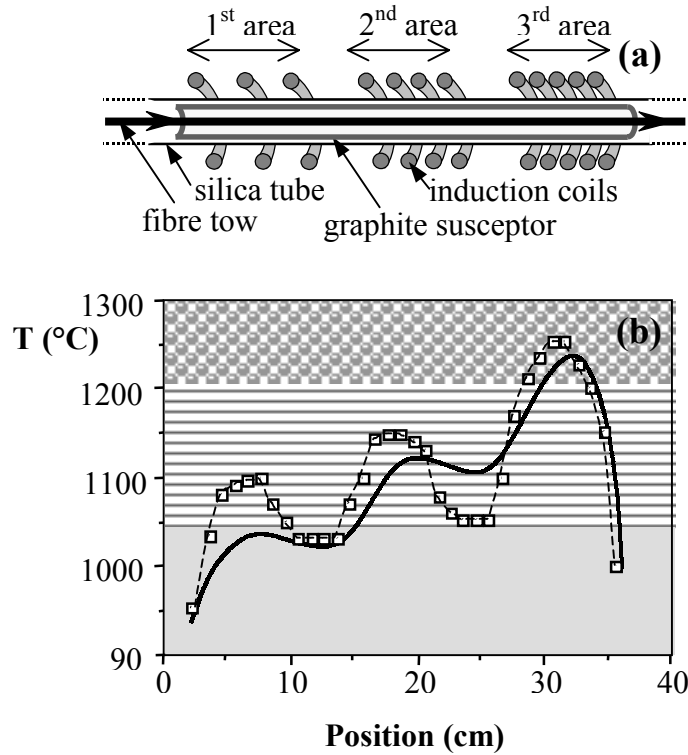 1st area 2nd area 3rd area
(a)
silica tube induction coils
fibre tow graphite susceptor
1300
(b)
T (°C)
1200
1100
1000
90
0 10 20 30 40
Position (cm)